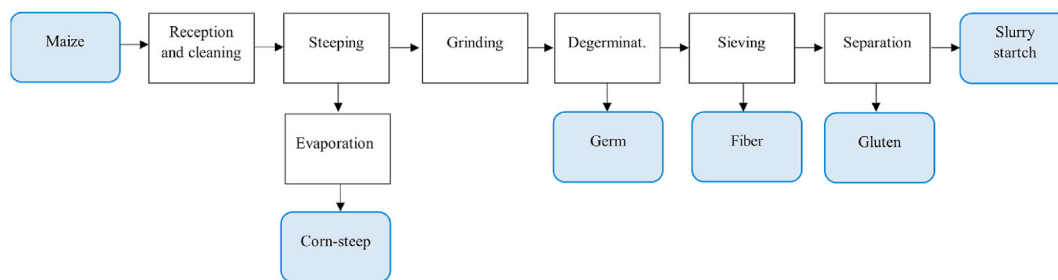 Maize
Reception
and cleaning
Steeping
Grinding
Degerminat.
Sieving
Separation
Slurry
startch
Evaporation
Germ
Fiber
Gluten
Corn-steep